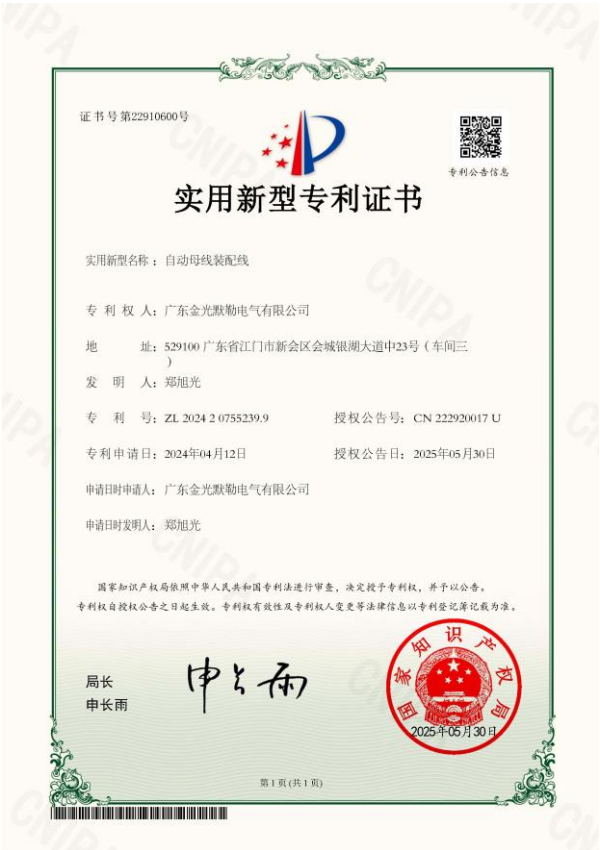 证书号第22910600号
专利公告信息
实用新型专利证书
实用新型名称：自动母线装配线
专利权人：广东金光默勒电气有限公司
地址：529100 广东省江门市新会区会城银湖大道中23号（车间三
）
发明人：郑旭光
专利号：ZL 2024 2 0755239.9 授权公告号：CN 222920017 U
专利申请日：2024年04月12日 授权公告日：2025年05月30日
申请日时申请人：广东金光默勒电气有限公司
申请日时发明人：郑旭光
国家知识产权局依照中华人民共和国专利法进行审查，决定授予专利权，并予以公告。
专利权自授权公告之日起生效。专利权有效性及专利权人变更等法律信息以专利登记簿记载为准。
局长
申长雨
申长雨
国家知识产权局
2025年05月30日
第1页(共1页)
CNIPA
CNIPA
CNIPA
CNIPA
CNIPA
CNIPA
CNIPA